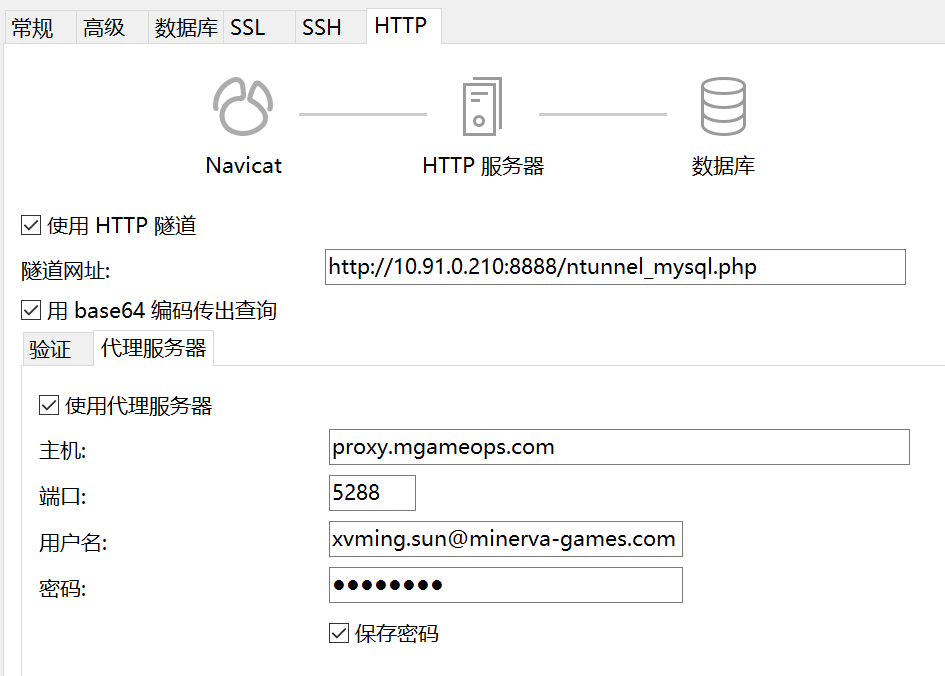 常规 高级 数据库 SSL SSH HTTP
Navicat HTTP 服务器 数据库
使用 HTTP 隧道
隧道网址: http://10.91.0.210:8888/ntunnel_mysql.php
用 base64 编码传出查询
验证 代理服务器
使用代理服务器
主机: proxy.mgameops.com
端口: 5288
用户名: xvming.sun@minerva-games.com
密码: ●●●●●●●●
保存密码